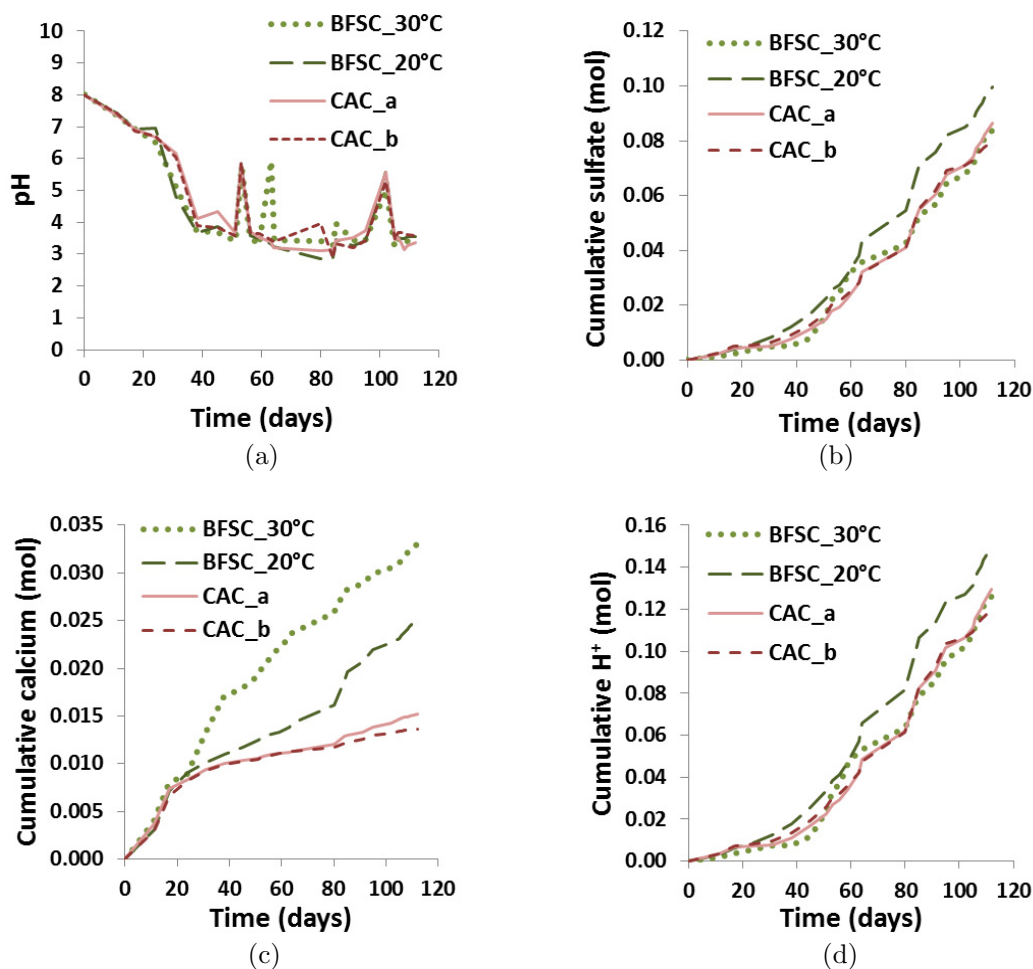 10
9
8
7
6
5
4
3
2
1
0
pH
0 20 40 60 80 100 120
Time (days)
BFSC_30°C
BFSC_20°C
CAC_a
CAC_b
(a)
0.12
0.10
0.08
0.06
0.04
0.02
0.00
Cumulative sulfate (mol)
0 20 40 60 80 100 120
Time (days)
BFSC_30°C
BFSC_20°C
CAC_a
CAC_b
(b)
0.035
0.030
0.025
0.020
0.015
0.010
0.005
0.000
Cumulative calcium (mol)
0 20 40 60 80 100 120
Time (days)
BFSC_30°C
BFSC_20°C
CAC_a
CAC_b
(c)
0.16
0.14
0.12
0.10
0.08
0.06
0.04
0.02
0.00
Cumulative H⁺ (mol)
0 20 40 60 80 100 120
Time (days)
BFSC_30°C
BFSC_20°C
CAC_a
CAC_b
(d)